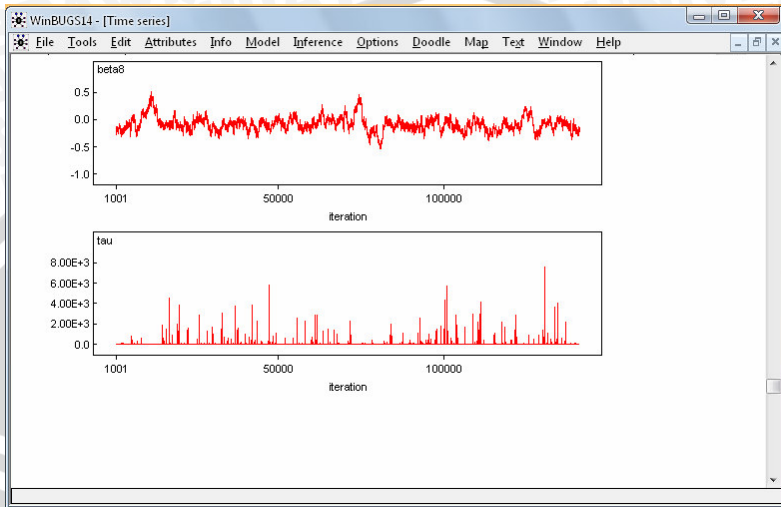 WinBUGS14 - [Time series]
File Tools Edit Attributes Info Model Inference Options Doodle Map Text Window Help
beta8
0.5
0.0
-0.5
-1.0
1001 50000 100000
iteration
tau
8.00E+3
6.00E+3
4.00E+3
2.00E+3
0.0
1001 50000 100000
iteration